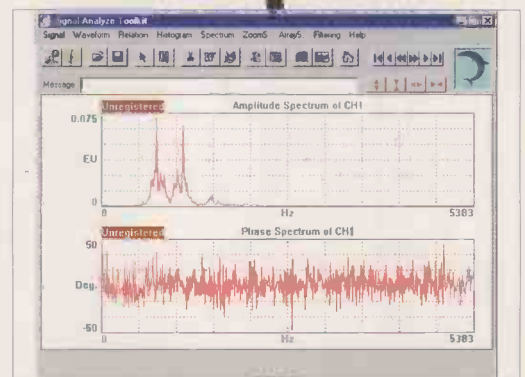 Signal Analyze Toolkit
Signal Waveform Relation Histogram Spectrum ZoomS ArrayS Filtering Help
Message
Unregistered Amplitude Spectrum of CH1
0.075
EU
0
0 Hz 5383
Unregistered Phase Spectrum of CH1
50
Deg.
-50
0 Hz 5383